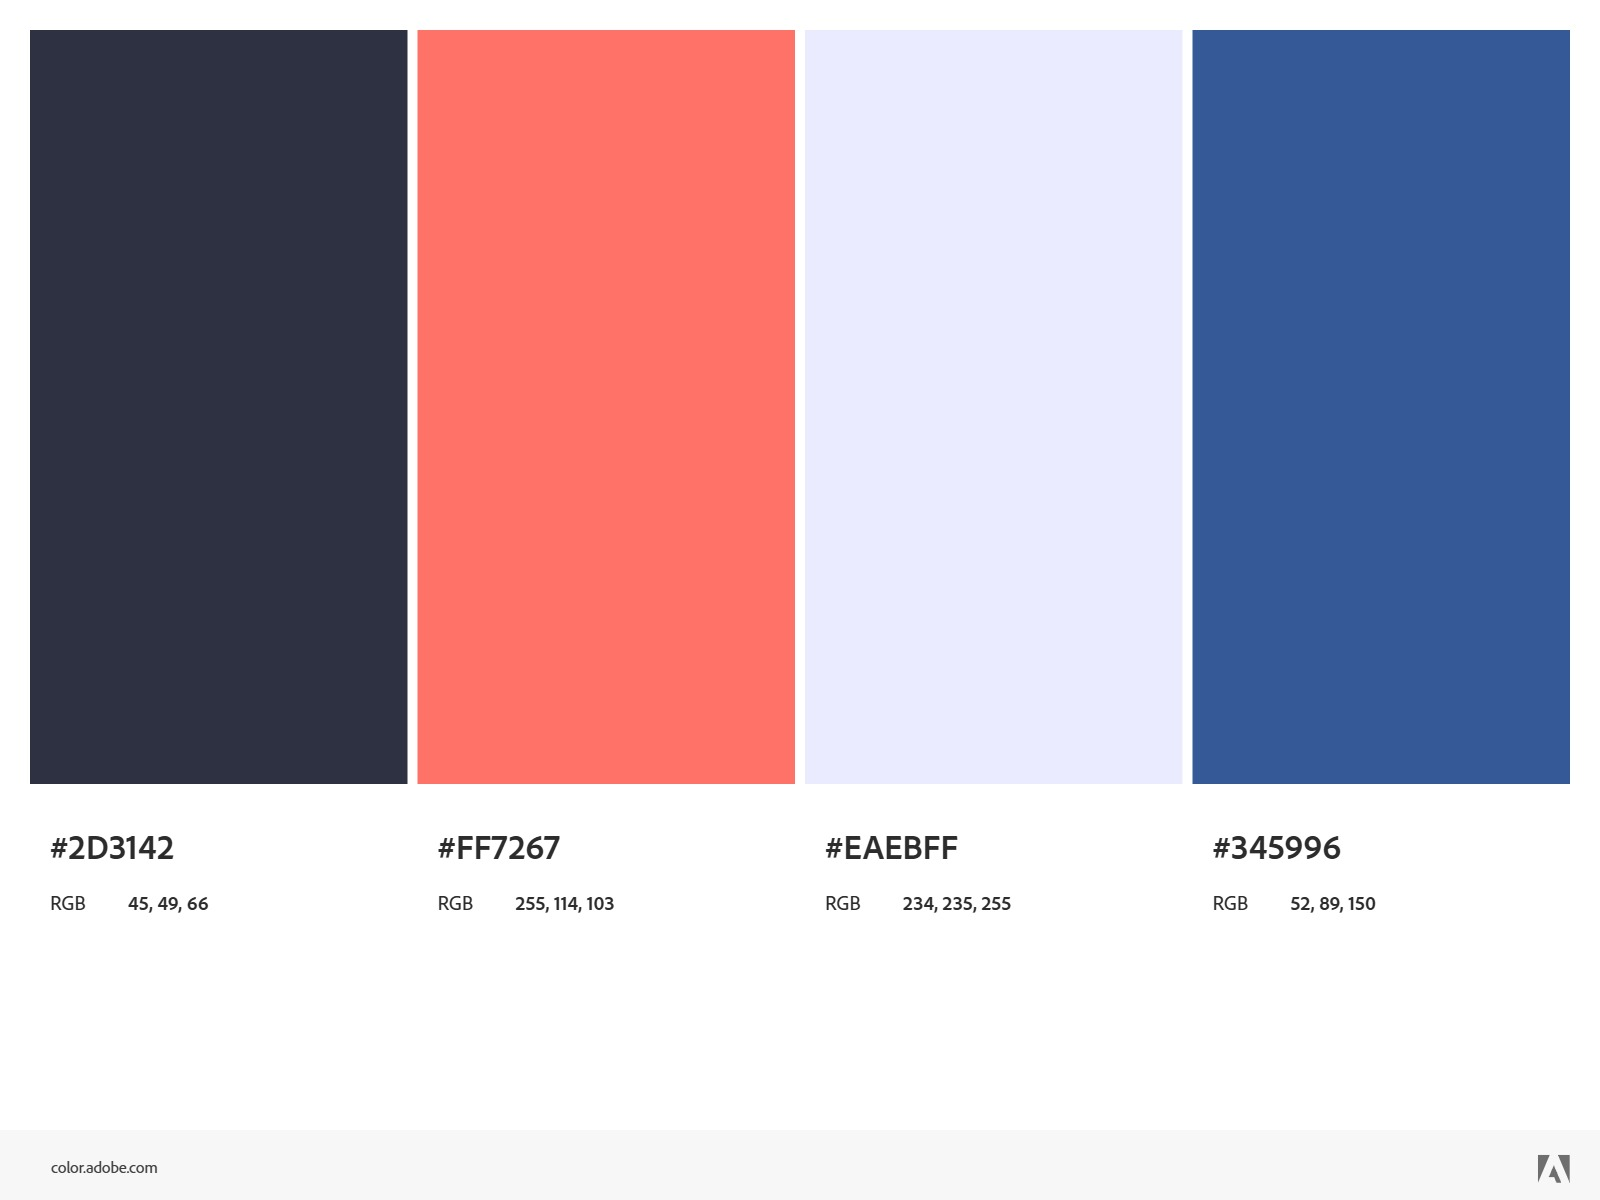 #2D3142
RGB 45, 49, 66
#FF7267
RGB 255, 114, 103
#EAEBFF
RGB 234, 235, 255
#345996
RGB 52, 89, 150
color.adobe.com